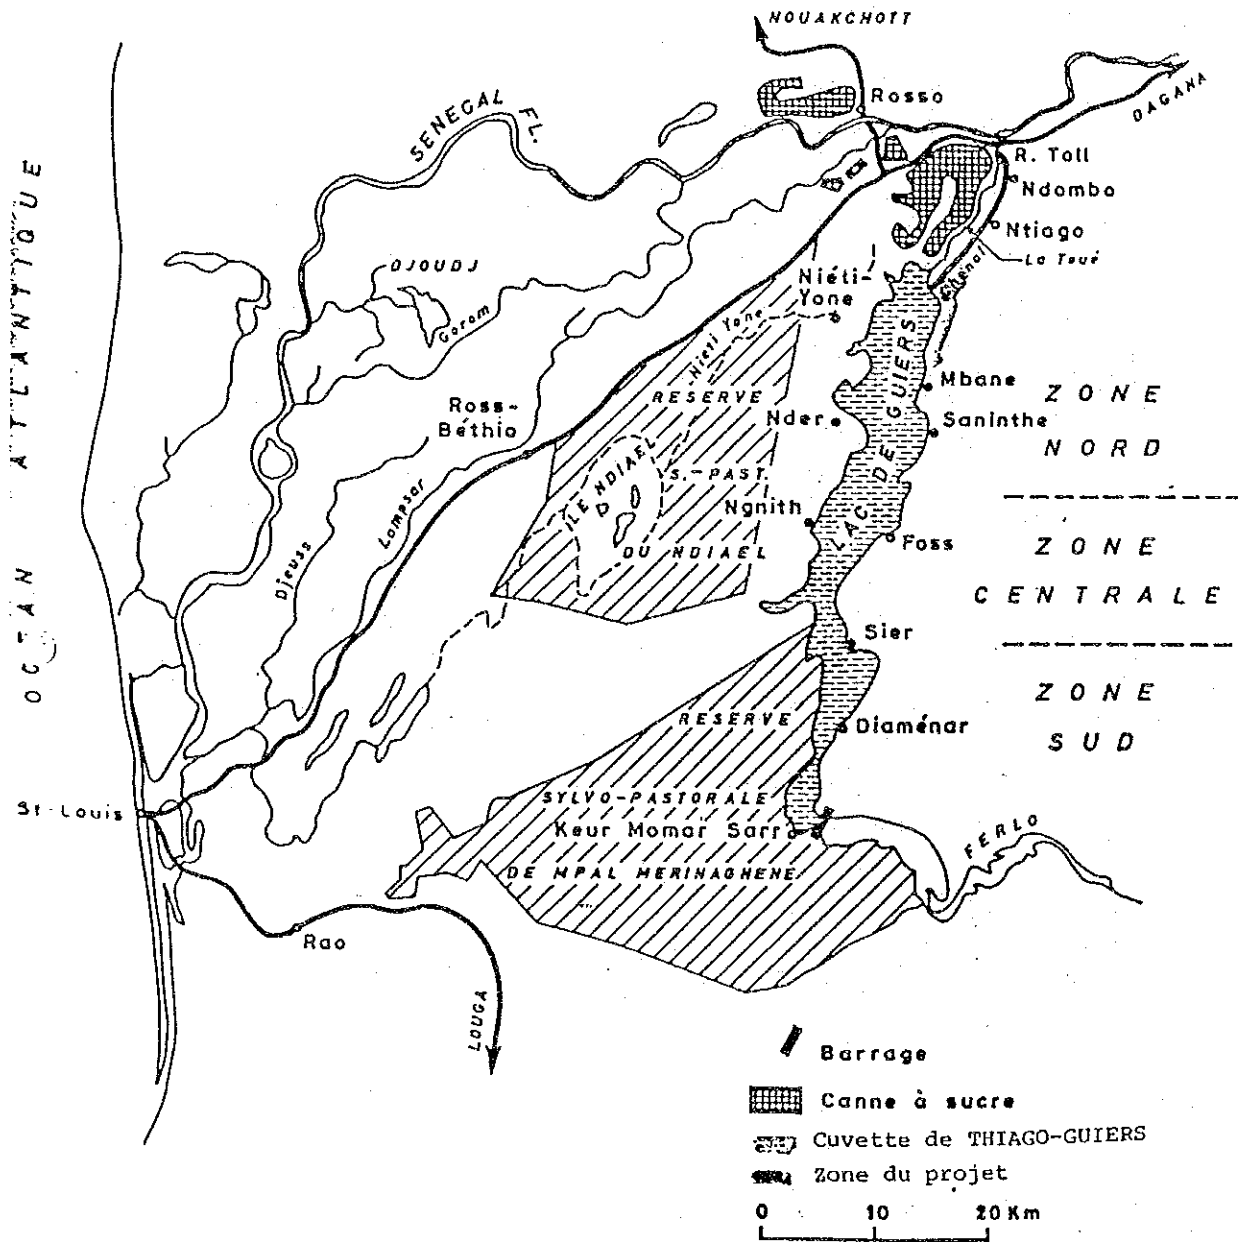 NOUAKCHOTT
Rosso
DAGANA
SENEGAL FL.
R. Toll
Ndombo
Ntiago
La Taué
Chenal
OCEAN ATLANTIQUE
DJOUDJ
Gorom
Niéti-
Yone
Niéti Yone
LAC DE GUIERS
Mbane
ZONE
NORD
Ross-
Béthio
RESERVE
Nder
Saninthe
S.-PAST.
LE NDIAEL
Ngnith
DU NDIAEL
Foss
ZONE
CENTRALE
Djeuss
Lampsar
Sier
ZONE
SUD
RESERVE
Diaménar
St-Louis
SYLVO-PASTORALE
Keur Momar Sarr
DE MPAL MERINAGHENE
FERLO
Rao
LOUGA
Barrage
Canne à sucre
Cuvette de THIAGO-GUIERS
Zone du projet
0 10 20 Km